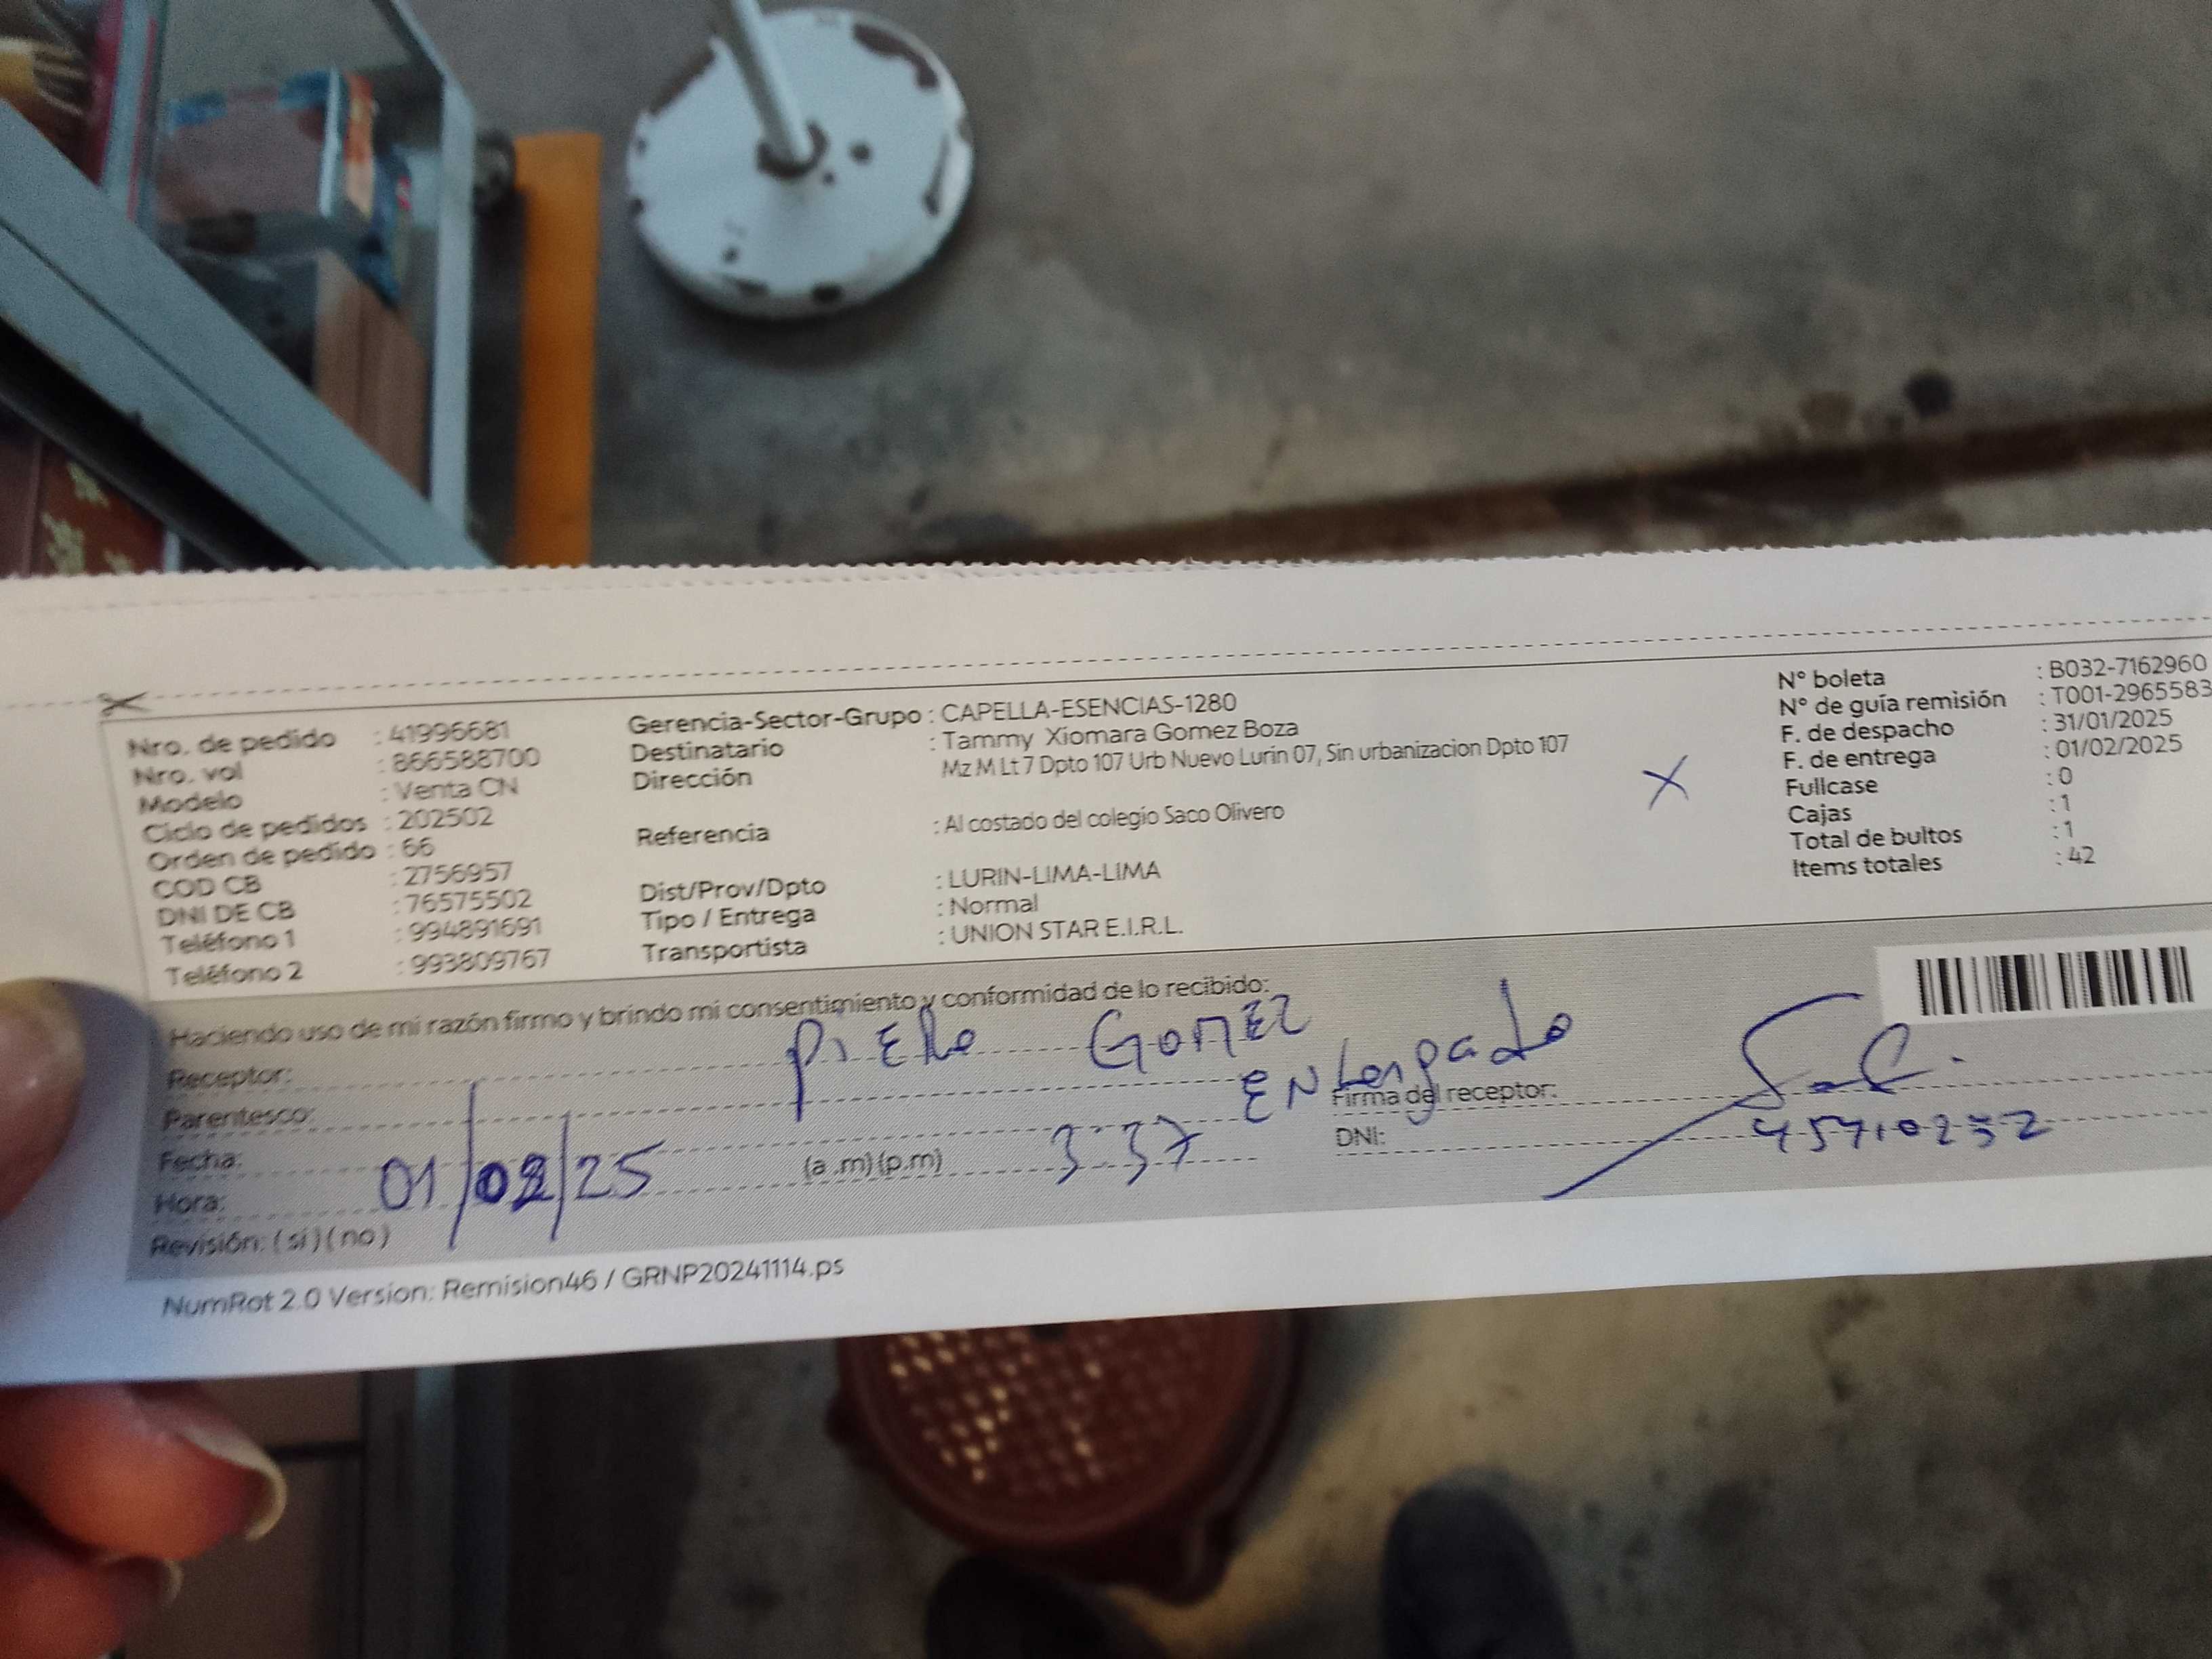 Nro. de pedido : 41996681
Nro. vol : 866588700
Modelo : Venta CN
Ciclo de pedidos : 202502
Orden de pedido : 66
COD CB : 2756957
DNI DE CB : 76575502
Teléfono 1 : 994891691
Teléfono 2 : 993809767
Gerencia-Sector-Grupo : CAPELLA-ESENCIAS-1280
Destinatario : Tammy Xiomara Gomez Boza
Dirección Mz M Lt 7 Dpto 107 Urb Nuevo Lurin 07, Sin urbanizacion Dpto 107
Referencia : Al costado del colegio Saco Olivero
Dist/Prov/Dpto : LURIN-LIMA-LIMA
Tipo / Entrega : Normal
Transportista : UNION STAR E.I.R.L.
X
N° boleta : B032-7162960
N° de guía remisión : T001-2965583
F. de despacho : 31/01/2025
F. de entrega : 01/02/2025
Fullcase : 0
Cajas : 1
Total de bultos : 1
Items totales : 42
Haciendo uso de mi razón firmo y brindo mi consentimiento y conformidad de lo recibido:
Receptor: PiERo GOMEZ
Parentesco: ENtergado
Fecha: 01/02/25
Hora: (a.m)(p.m) 3:37
Revisión: (si)(no)
Firma del receptor:
DNI:
NumRot 2.0 Version: Remision46 / GRNP20241114.ps